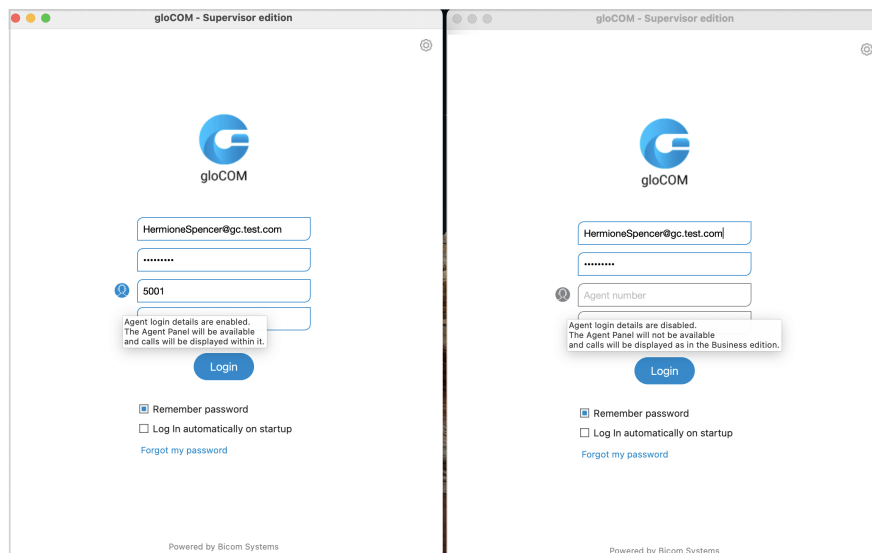 gloCOM - Supervisor edition
gloCOM
HermioneSpencer@gc.test.com
•••••••••
5001
Agent login details are enabled.
The Agent Panel will be available
and calls will be displayed within it.
Login
Remember password
Log In automatically on startup
Forgot my password
Powered by Bicom Systems
gloCOM - Supervisor edition
gloCOM
HermioneSpencer@gc.test.com
•••••••••
Agent number
Agent login details are disabled.
The Agent Panel will not be available
and calls will be displayed as in the Business edition.
Login
Remember password
Log In automatically on startup
Forgot my password
Powered by Bicom Systems